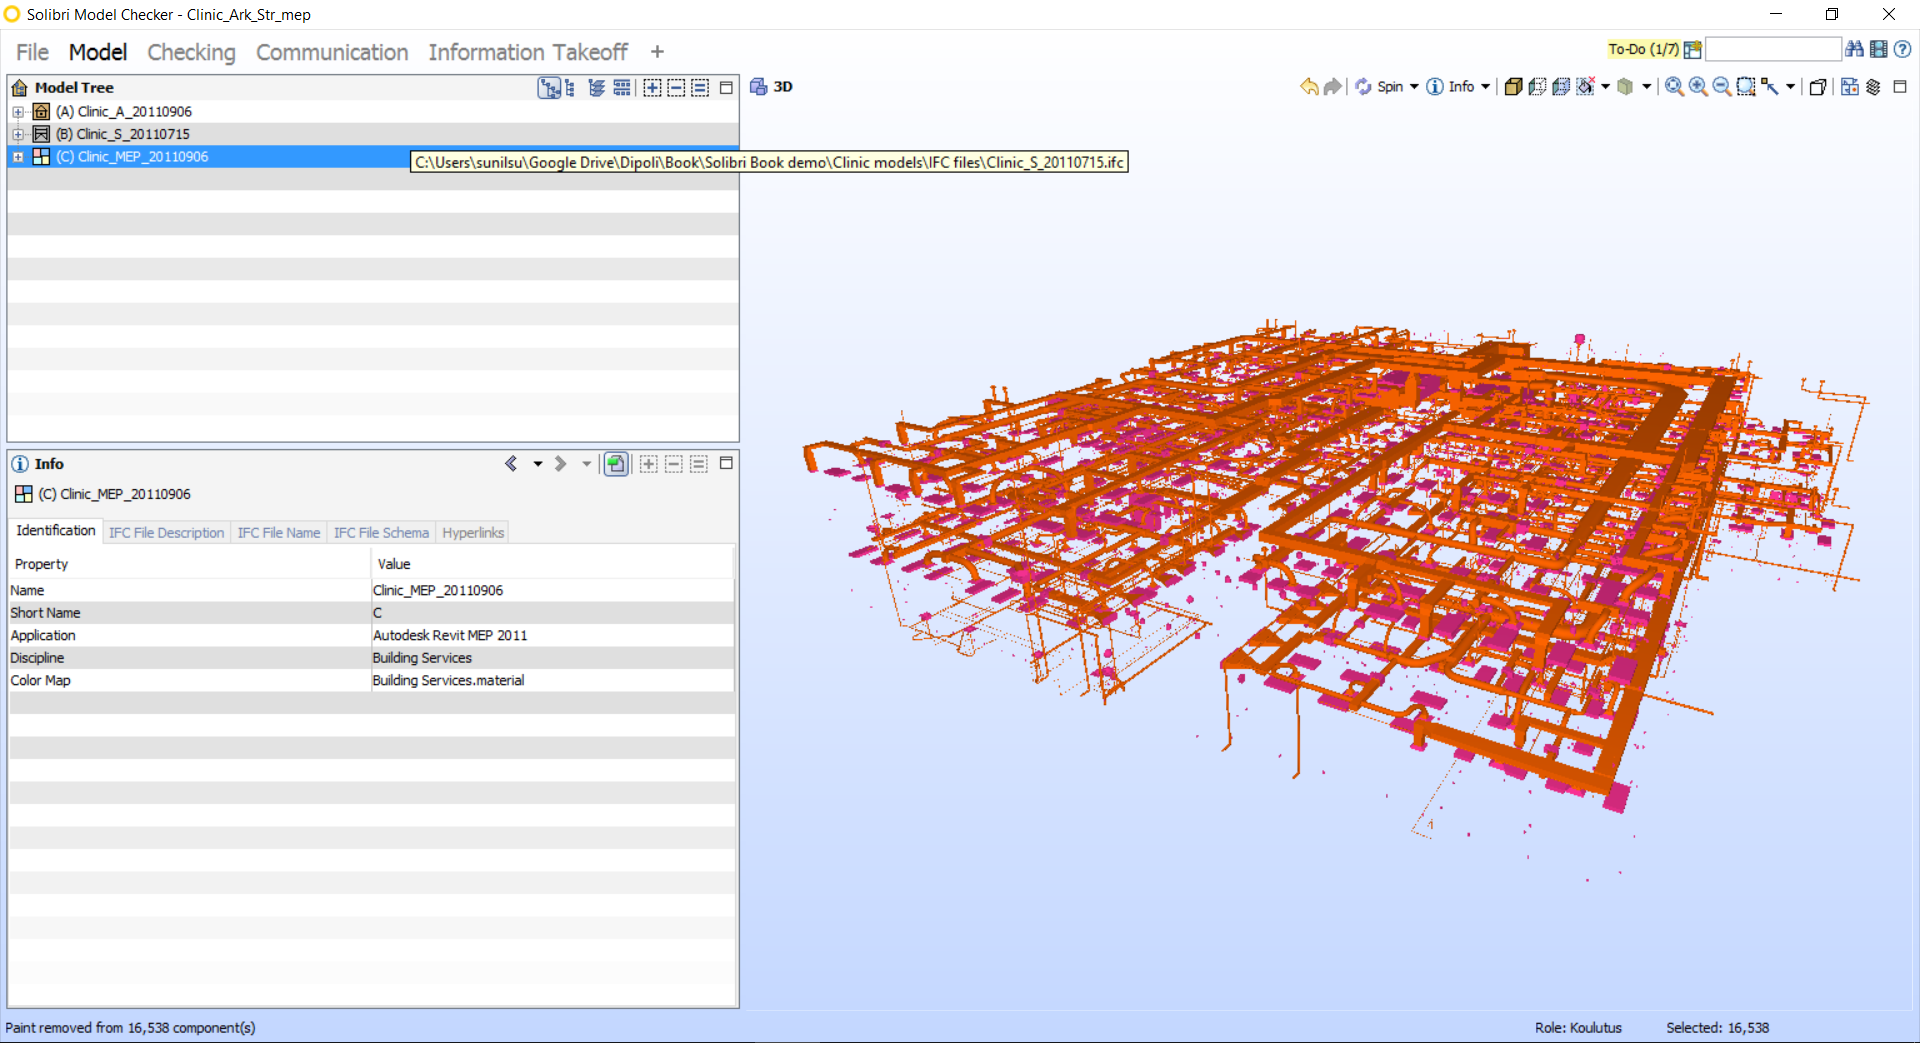 Solibri Model Checker - Clinic_Ark_Str_mep
File Model Checking Communication Information Takeoff +
To-Do (1/7)
Model Tree
(A) Clinic_A_20110906
(B) Clinic_S_20110715
(C) Clinic_MEP_20110906
C:\Users\sunilsu\Google Drive\Dipoli\Book\Solibri Book demo\Clinic models\IFC files\Clinic_S_20110715.ifc
3D
Spin Info
Info
(C) Clinic_MEP_20110906
Identification IFC File Description IFC File Name IFC File Schema Hyperlinks
Property Value
Name Clinic_MEP_20110906
Short Name C
Application Autodesk Revit MEP 2011
Discipline Building Services
Color Map Building Services.material
Paint removed from 16,538 component(s)
Role: Koulutus Selected: 16,538